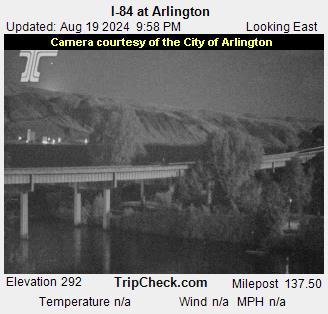 I-84 at Arlington
Updated: Aug 19 2024 9:58 PM Looking East
Camera courtesy of the City of Arlington
Elevation 292 TripCheck.com Milepost 137.50
Temperature n/a Wind n/a MPH n/a